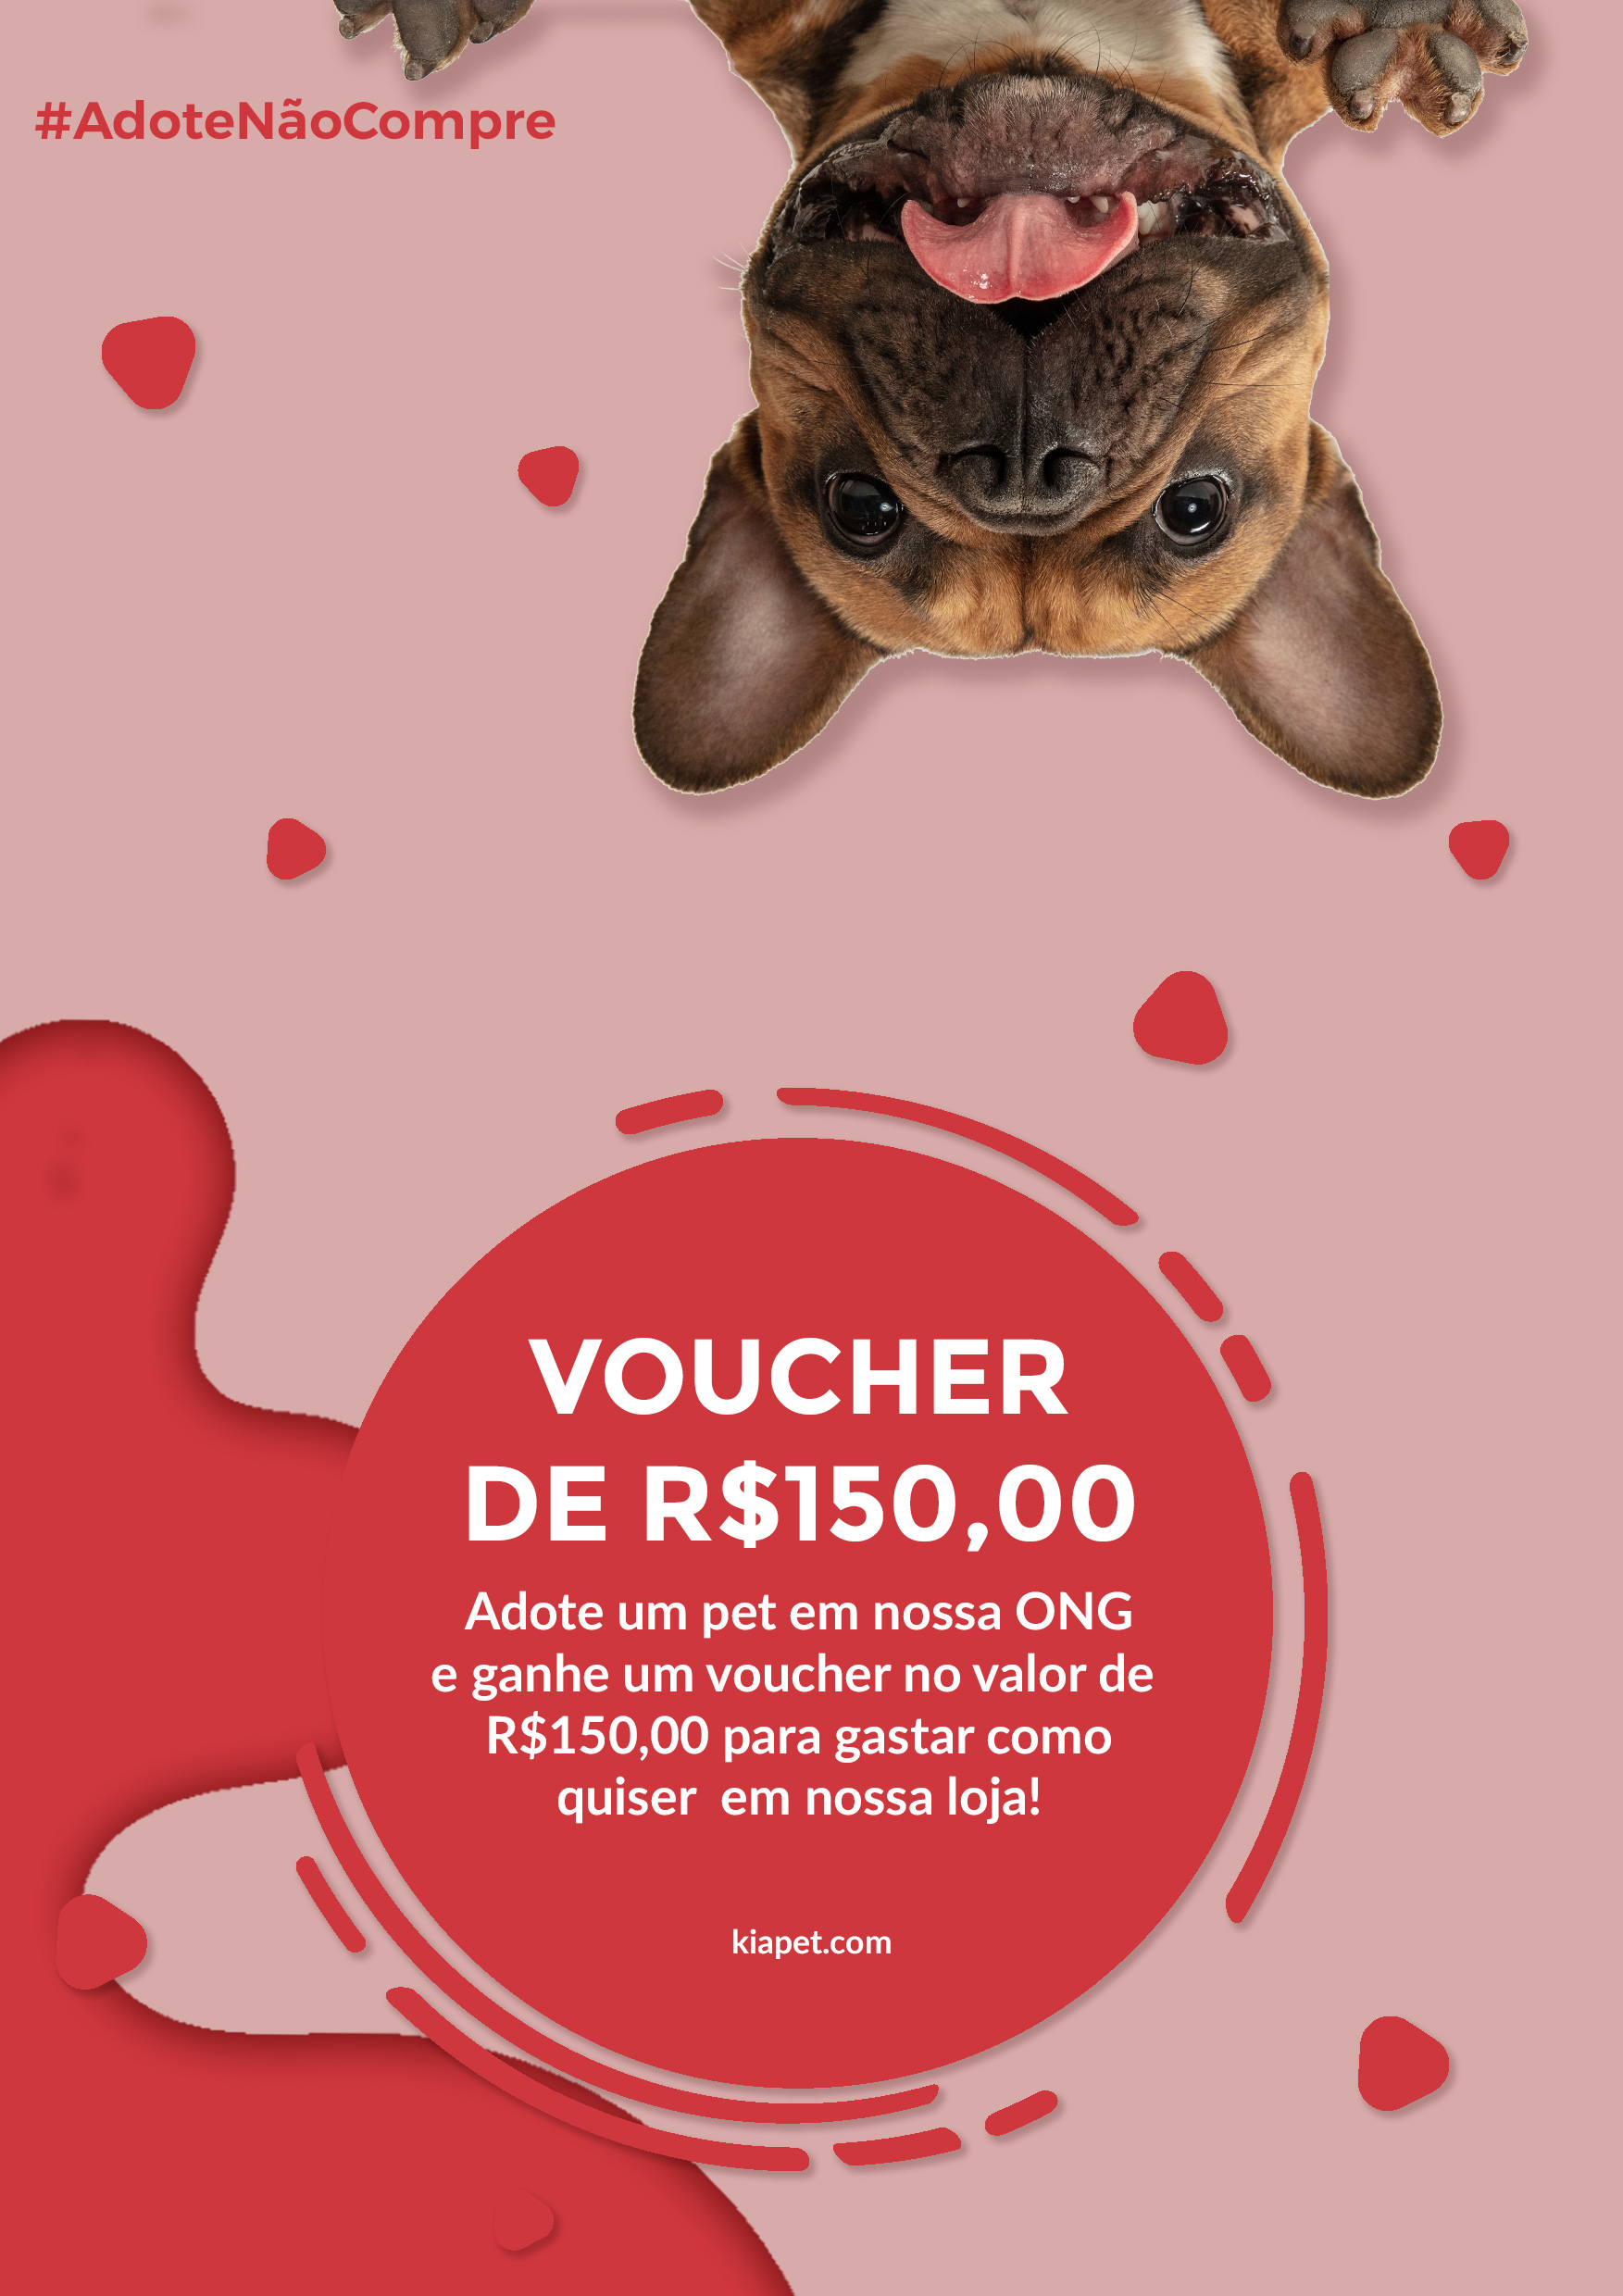 #AdoteNãoCompre
VOUCHER
DE R$150,00
Adote um pet em nossa ONG
e ganhe um voucher no valor de
R$150,00 para gastar como
quiser  em nossa loja!
kiapet.com